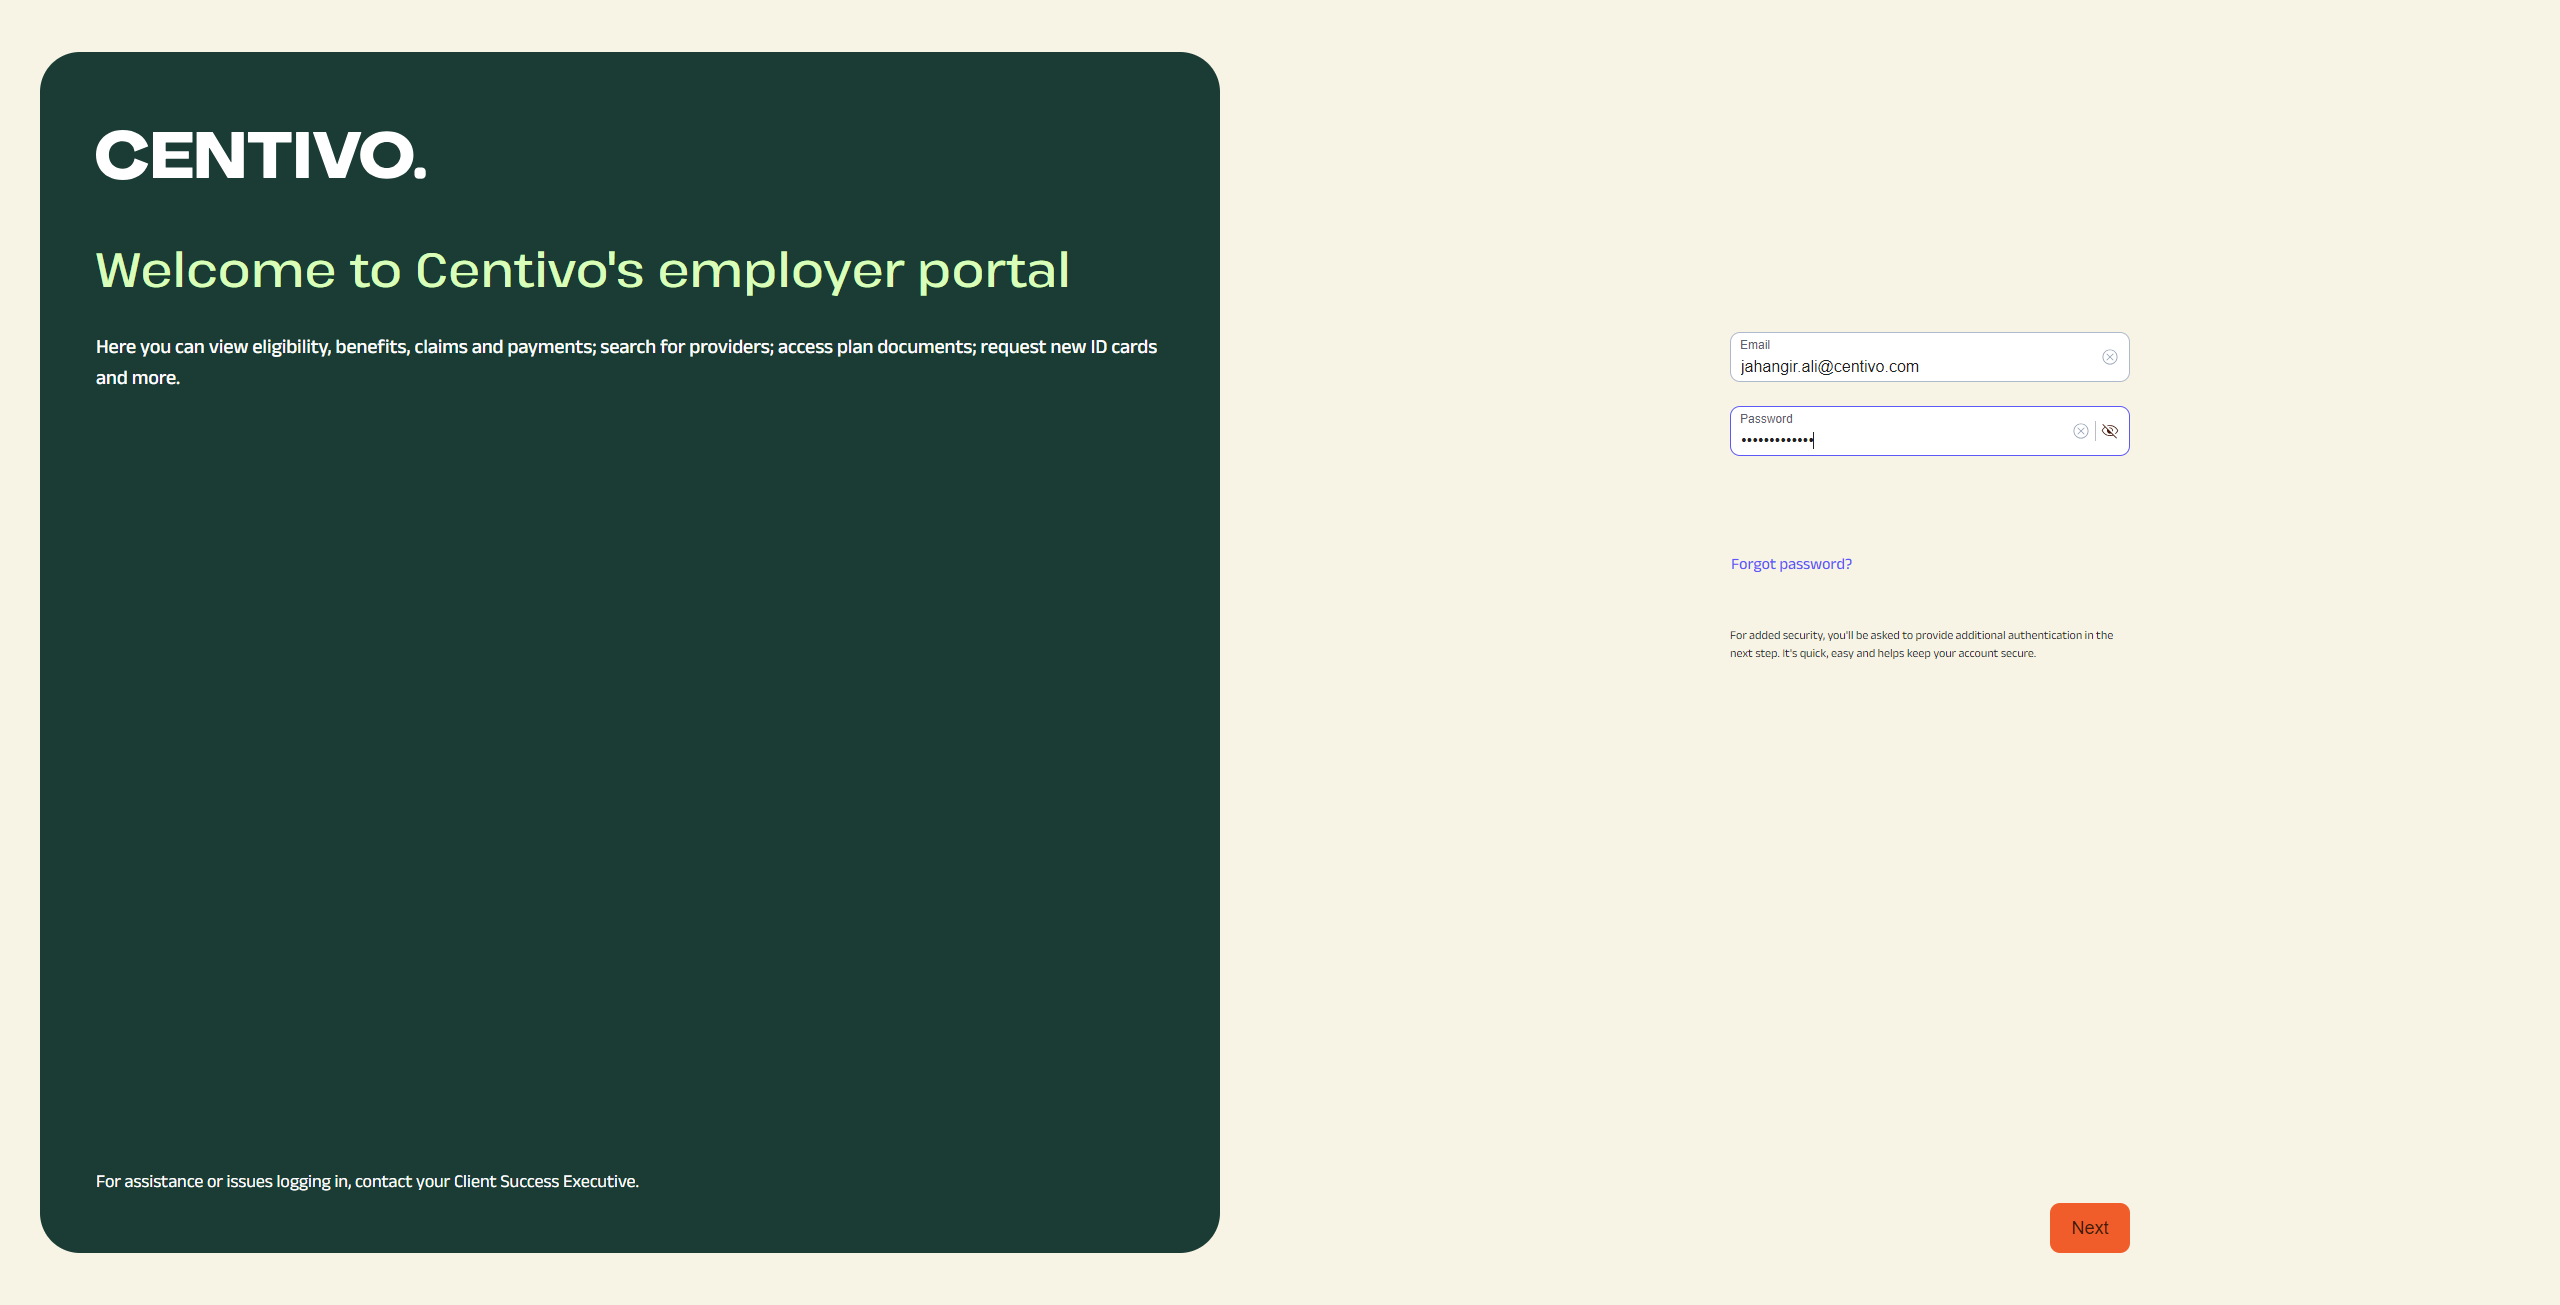 CENTIVO.
Welcome to Centivo's employer portal
Here you can view eligibility, benefits, claims and payments; search for providers; access plan documents; request new ID cards
and more.
For assistance or issues logging in, contact your Client Success Executive.
Email
jahangir.ali@centivo.com
Password
•••••••••••••
Forgot password?
For added security, you'll be asked to provide additional authentication in the
next step. It's quick, easy and helps keep your account secure.
Next